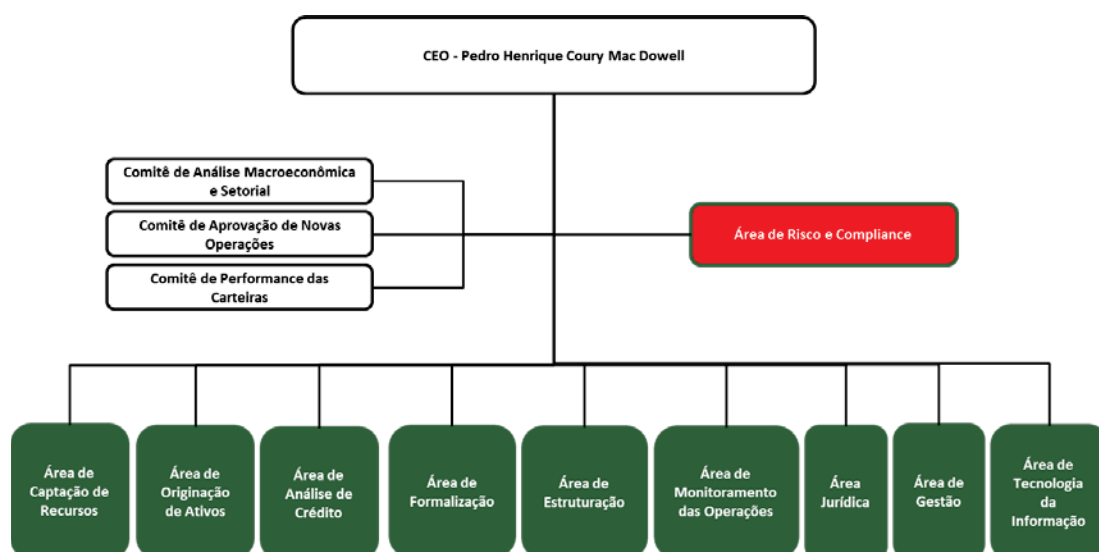 CEO - Pedro Henrique Coury Mac Dowell
Comitê de Análise Macroeconômica
e Setorial
Comitê de Aprovação de Novas
Operações
Comitê de Performance das
Carteiras
Área de Risco e Compliance
Área de
Captação de
Recursos
Área de
Originação
de Ativos
Área de
Análise de
Crédito
Área de
Formalização
Área de
Estruturação
Área de
Monitoramento
das Operações
Área
Jurídica
Área de
Gestão
Área de
Tecnologia
da
Informação